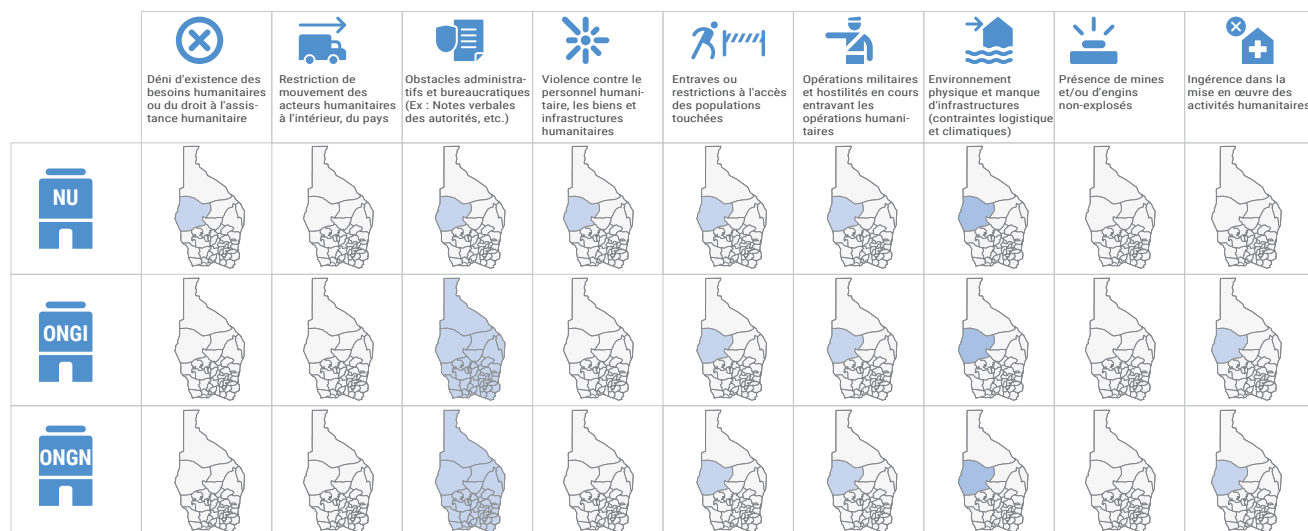 Déni d'existence des
besoins humanitaires
ou du droit à l'assis-
tance humanitaire
Restriction de
mouvement des
acteurs humanitaires
à l'intérieur, du pays
Obstacles administra-
tifs et bureaucratiques
(Ex : Notes verbales
des autorités, etc.)
Violence contre le
personnel humani-
taire, les biens et
infrastructures
humanitaires
Entraves ou
restrictions à l'accès
des populations
touchées
Opérations militaires
et hostilités en cours
entravant les
opérations humani-
taires
Environnement
physique et manque
d'infrastructures
(contraintes logistique
et climatiques)
Présence de mines
et/ou d'engins
non-explosés
Ingérence dans la
mise en œuvre des
activités humanitaires
NU
ONGI
ONGN